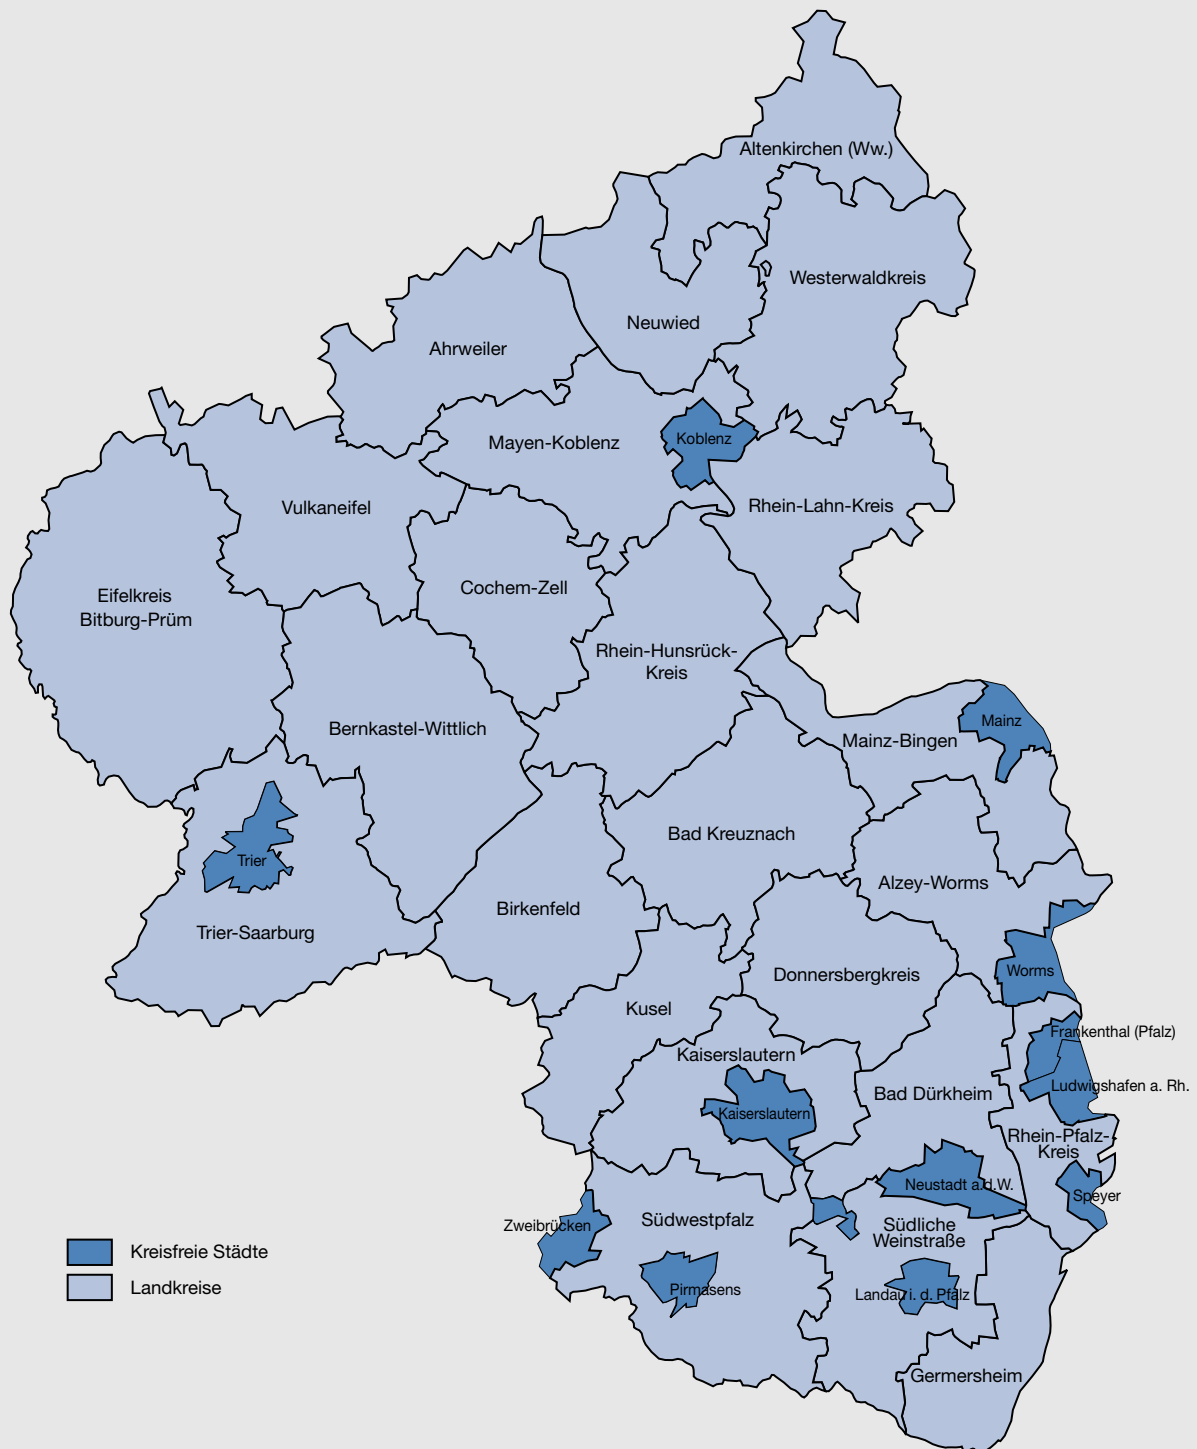 Altenkirchen (Ww.)
Westerwaldkreis
Neuwied
Ahrweiler
Mayen-Koblenz
Koblenz
Vulkaneifel
Rhein-Lahn-Kreis
Cochem-Zell
Eifelkreis
Bitburg-Prüm
Rhein-Hunsrück-
Kreis
Bernkastel-Wittlich
Mainz
Mainz-Bingen
Bad Kreuznach
Trier
Alzey-Worms
Birkenfeld
Trier-Saarburg
Worms
Donnersbergkreis
Kusel
Frankenthal (Pfalz)
Kaiserslautern
Ludwigshafen a. Rh.
Bad Dürkheim
Kaiserslautern
Rhein-Pfalz-
Kreis
Neustadt a.d.W.
Speyer
Südwestpfalz
Zweibrücken
Südliche
Weinstraße
Kreisfreie Städte
Landkreise
Pirmasens
Landau i. d. Pfalz
Germersheim